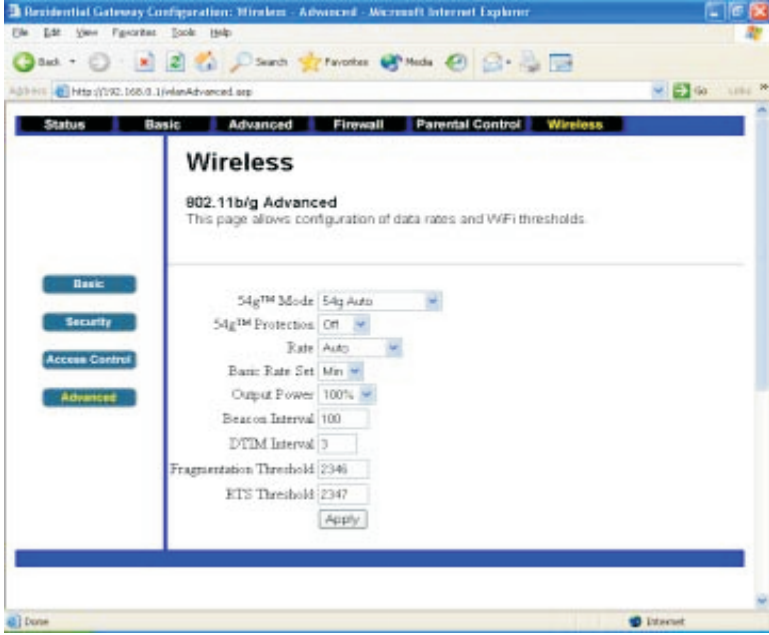 Residential Gateway Configuration: Wireless - Advanced - Microsoft Internet Explorer
File Edit View Favorites Tools Help
Back Search Favorites Media
Address http://192.168.0.1/wlanAdvanced.asp Go Links »
Status Basic Advanced Firewall Parental Control Wireless
Wireless
802.11b/g Advanced
This page allows configuration of data rates and WiFi thresholds.
Basic
Security
Access Control
Advanced
54g™ Mode 54g Auto
54g™ Protection Off
Rate Auto
Basic Rate Set Min
Output Power 100%
Beacon Interval 100
DTIM Interval 3
Fragmentation Threshold 2346
RTS Threshold 2347
Apply
Done Internet